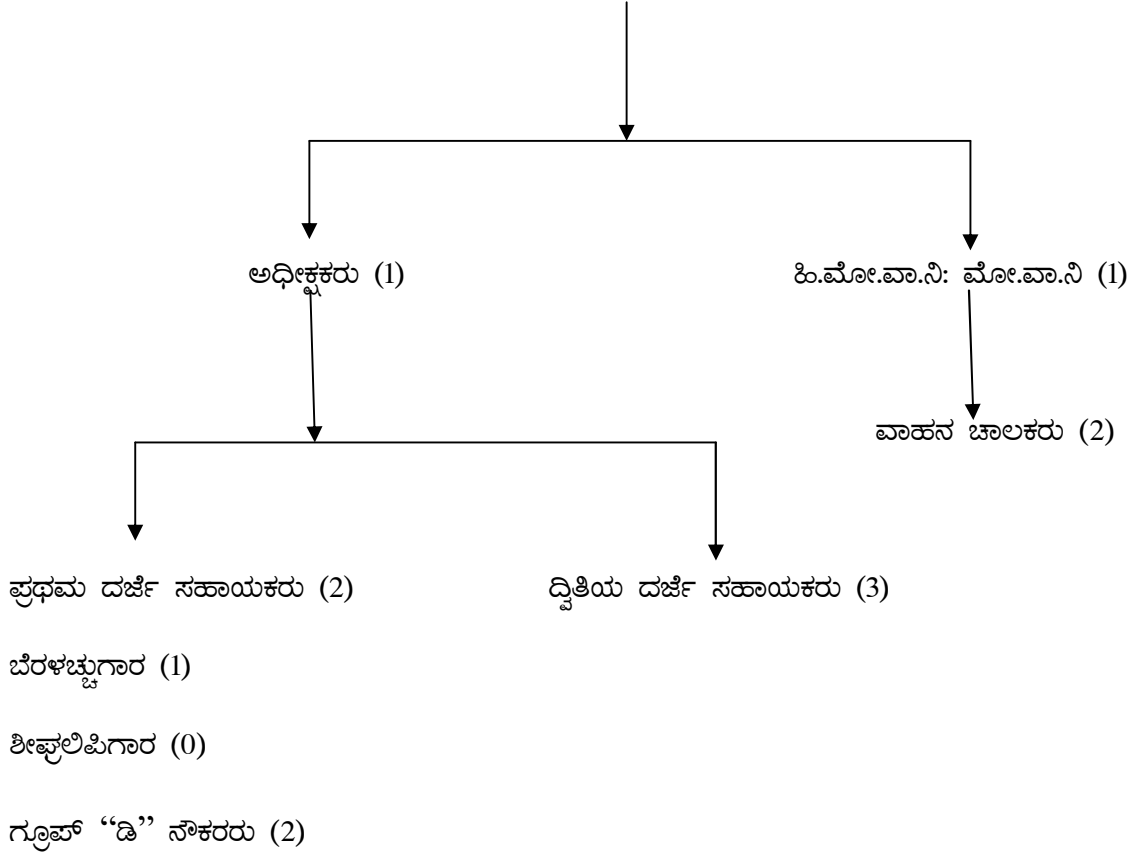 ಅಧೀಕ್ಷಕರು (1)
ಹಿ.ಮೋ.ವಾ.ನಿ: ಮೋ.ವಾ.ನಿ (1)
ವಾಹನ ಚಾಲಕರು (2)
ಪ್ರಥಮ ದರ್ಜೆ ಸಹಾಯಕರು (2)
ದ್ವಿತಿಯ ದರ್ಜೆ ಸಹಾಯಕರು (3)
ಬೆರಳಚ್ಚುಗಾರ (1)
ಶೀಘ್ರಲಿಪಿಗಾರ (0)
ಗ್ರೂಪ್ “ಡಿ” ನೌಕರರು (2)